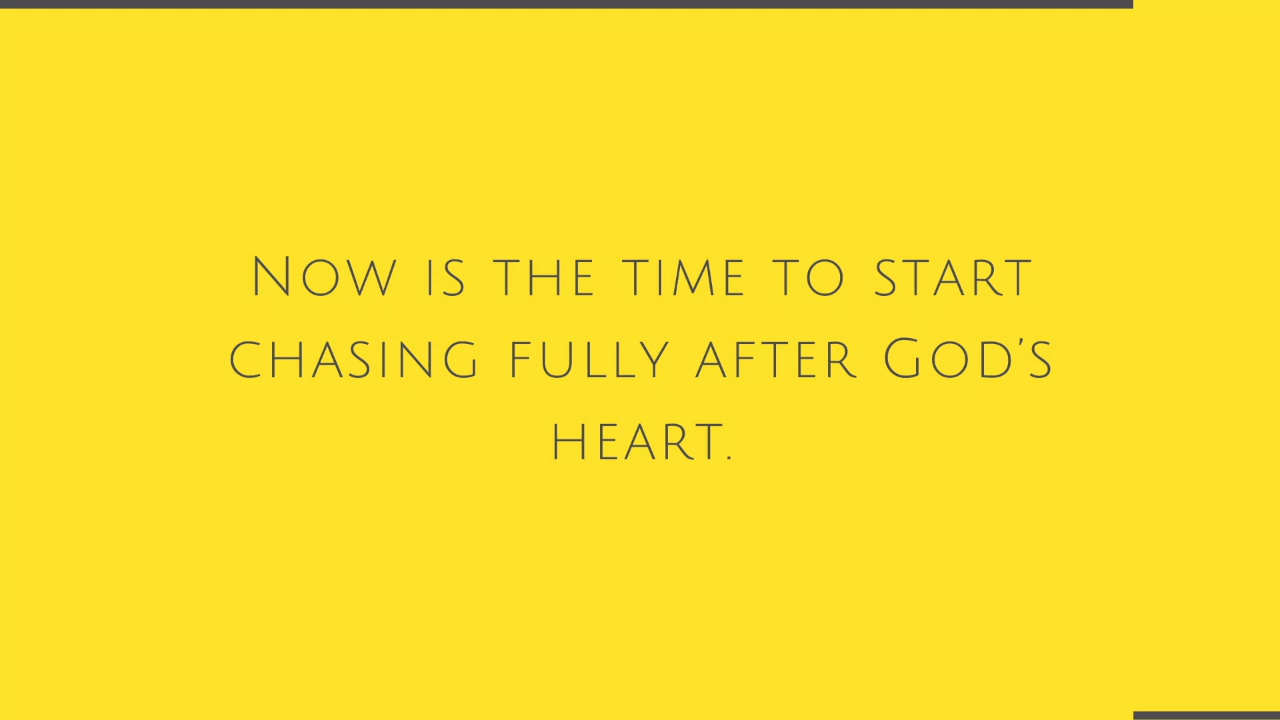 Now is the time to start
chasing fully after God’s
heart.